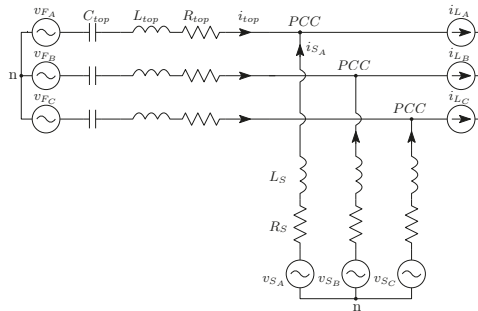 v_{F_A} C_{top} L_{top} R_{top} i_{top} PCC i_{L_A}
i_{S_A}
n v_{F_B} PCC i_{L_B}
v_{F_C} PCC i_{L_C}
L_S
R_S
v_{S_A} v_{S_B} v_{S_C}
n